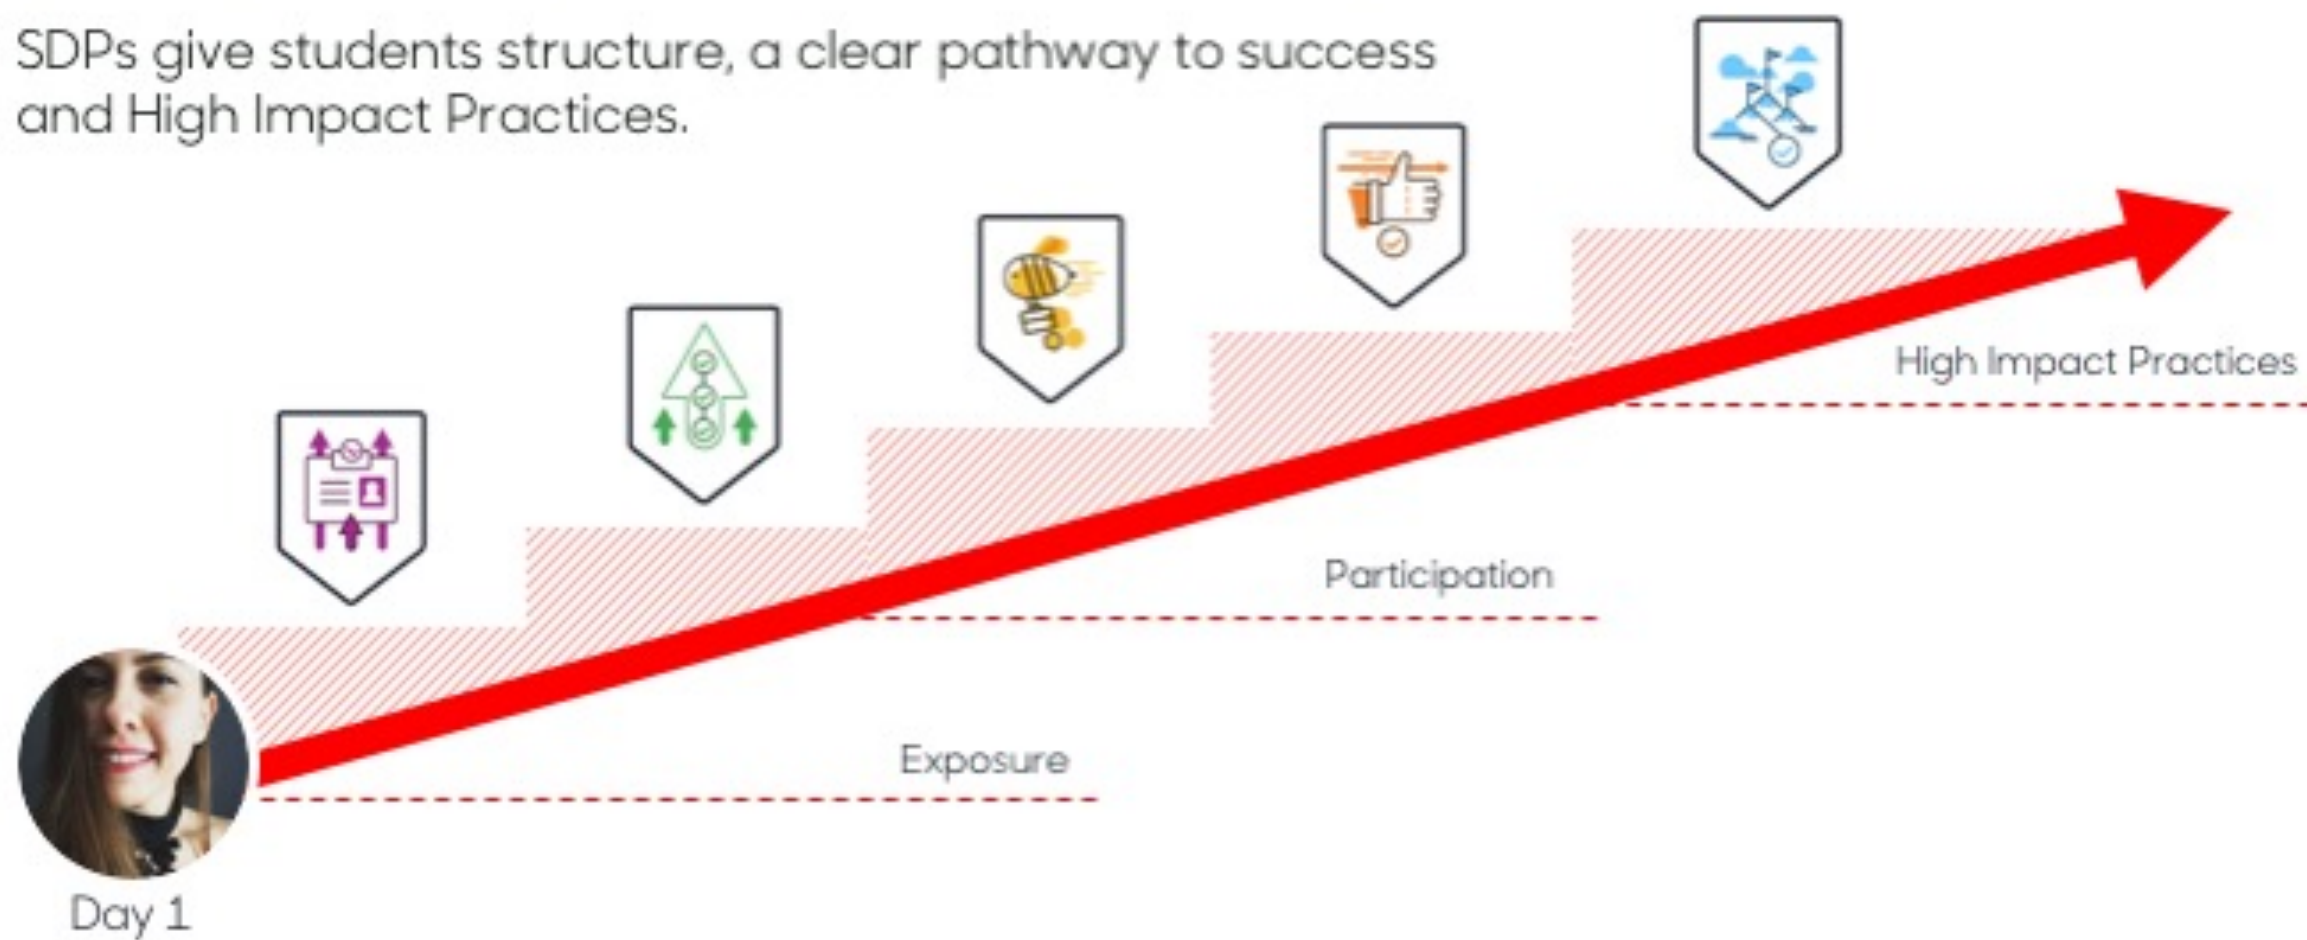 SDPs give students structure, a clear pathway to success
and High Impact Practices.
High Impact Practices
Participation
Exposure
Day 1